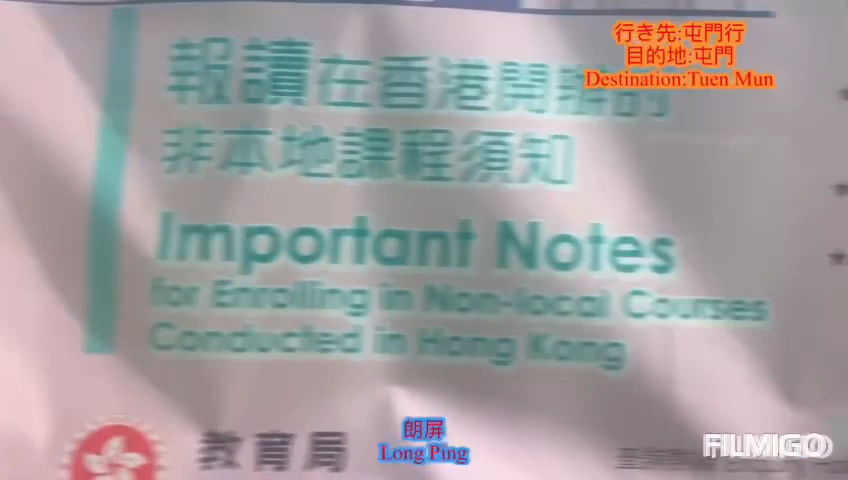 行き先:屯門行
目的地:屯門
Destination:Tuen Mun
報讀在香港開辦的
非本地課程須知
Important Notes
for Enrolling in Non-local Courses
Conducted in Hong Kong
教育局
朗屏
Long Ping
FILMIGO